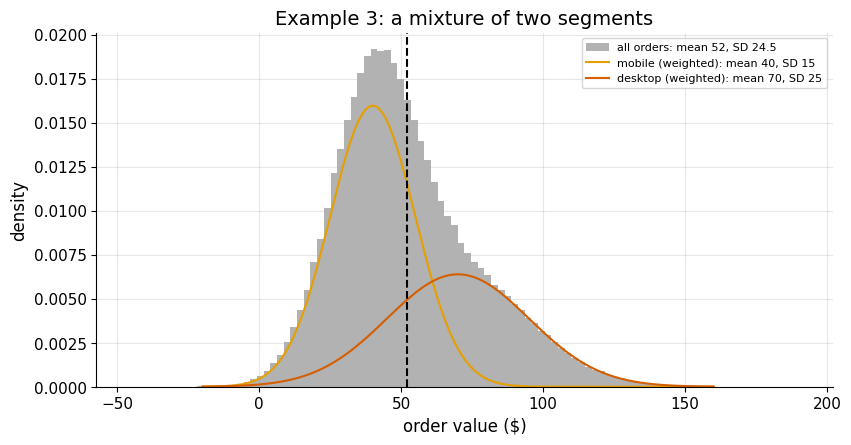 Example 3: a mixture of two segments
all orders: mean 52, SD 24.5
mobile (weighted): mean 40, SD 15
desktop (weighted): mean 70, SD 25
density
0.0200
0.0175
0.0150
0.0125
0.0100
0.0075
0.0050
0.0025
0.0000
−50
0
50
100
150
200
order value ($)